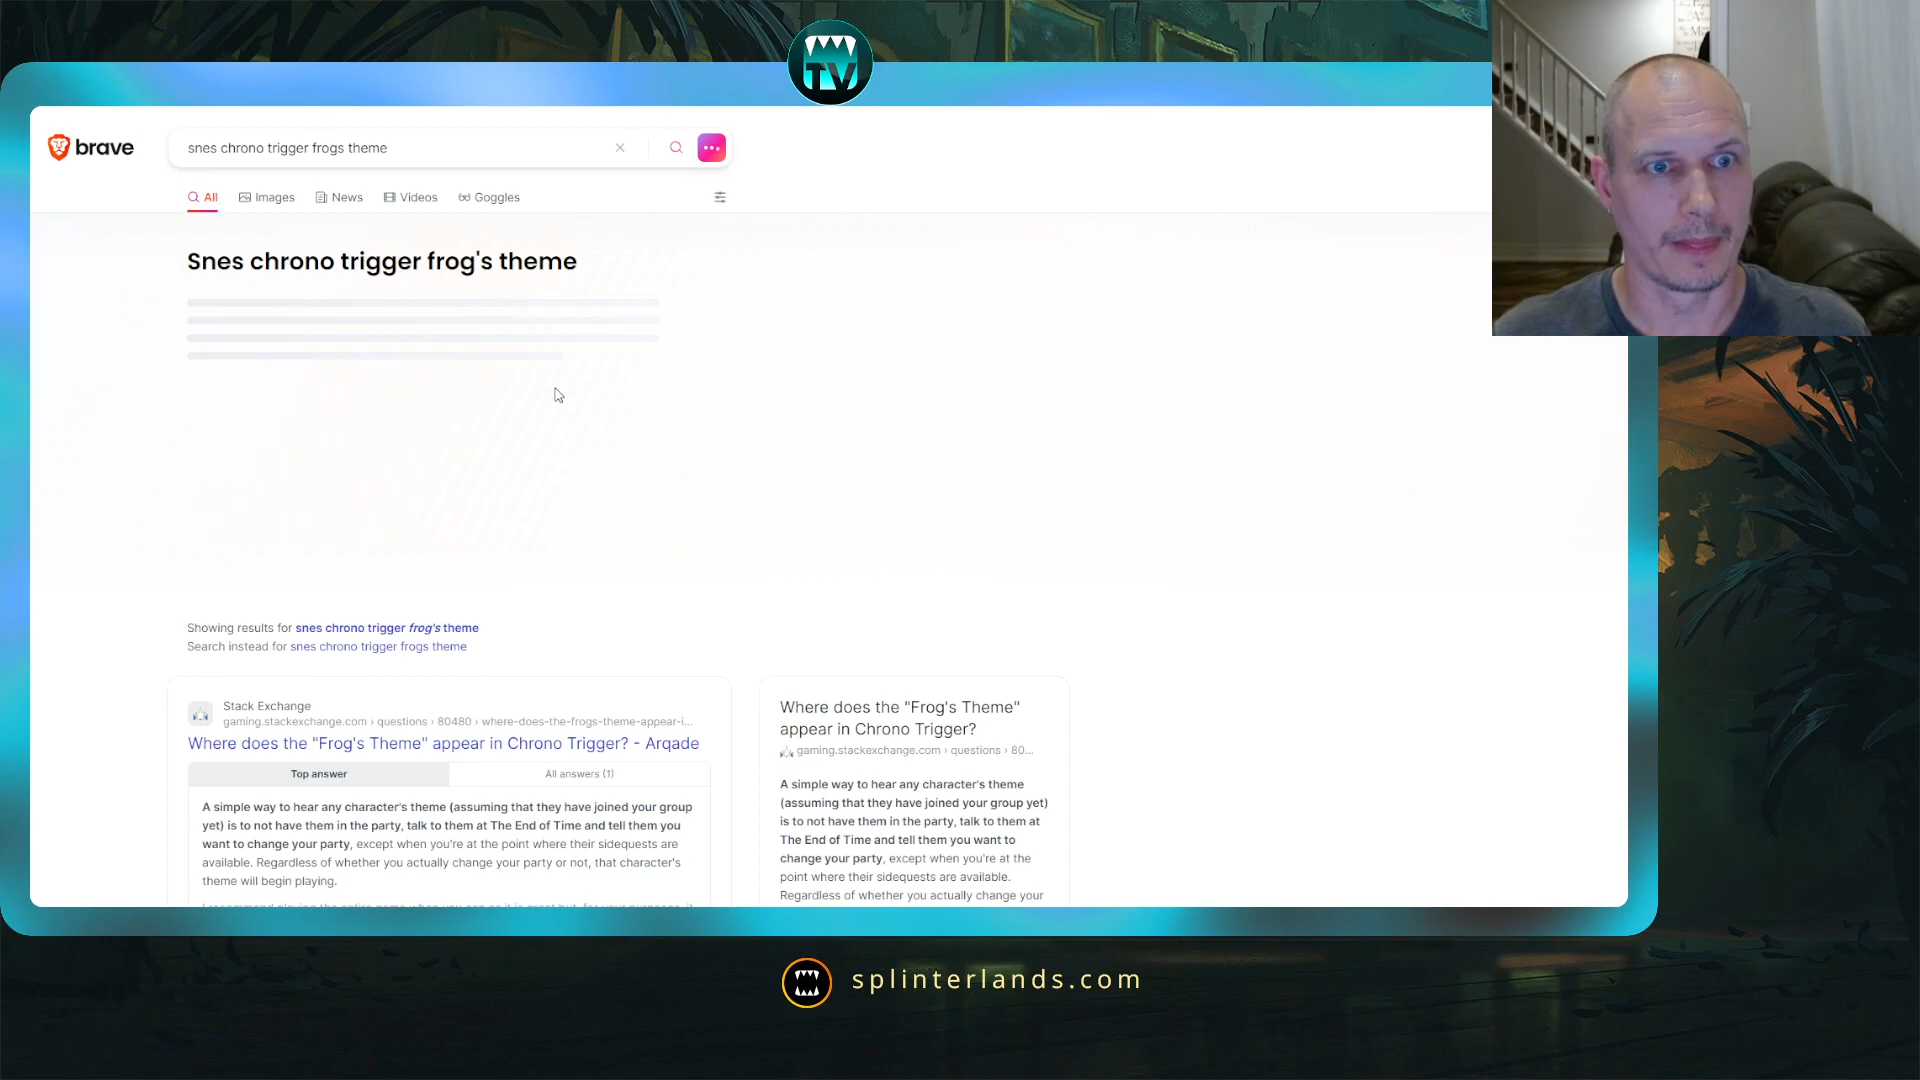 TV
brave
snes chrono trigger frogs theme
All
Images
News
Videos
Goggles
Snes chrono trigger frog's theme
Showing results for snes chrono trigger frog's theme
Search instead for snes chrono trigger frogs theme
Stack Exchange
gaming.stackexchange.com › questions › 80480 › where-does-the-frogs-theme-appear-i...
Where does the "Frog's Theme" appear in Chrono Trigger? - Arqade
Top answer
All answers (1)
A simple way to hear any character's theme (assuming that they have joined your group
yet) is to not have them in the party, talk to them at The End of Time and tell them you
want to change your party, except when you're at the point where their sidequests are
available. Regardless of whether you actually change your party or not, that character's
theme will begin playing.
Where does the "Frog's Theme"
appear in Chrono Trigger?
gaming.stackexchange.com › questions › 80...
A simple way to hear any character's theme
(assuming that they have joined your group yet)
is to not have them in the party, talk to them at
The End of Time and tell them you want to
change your party, except when you're at the
point where their sidequests are available.
Regardless of whether you actually change your
splinterlands.com